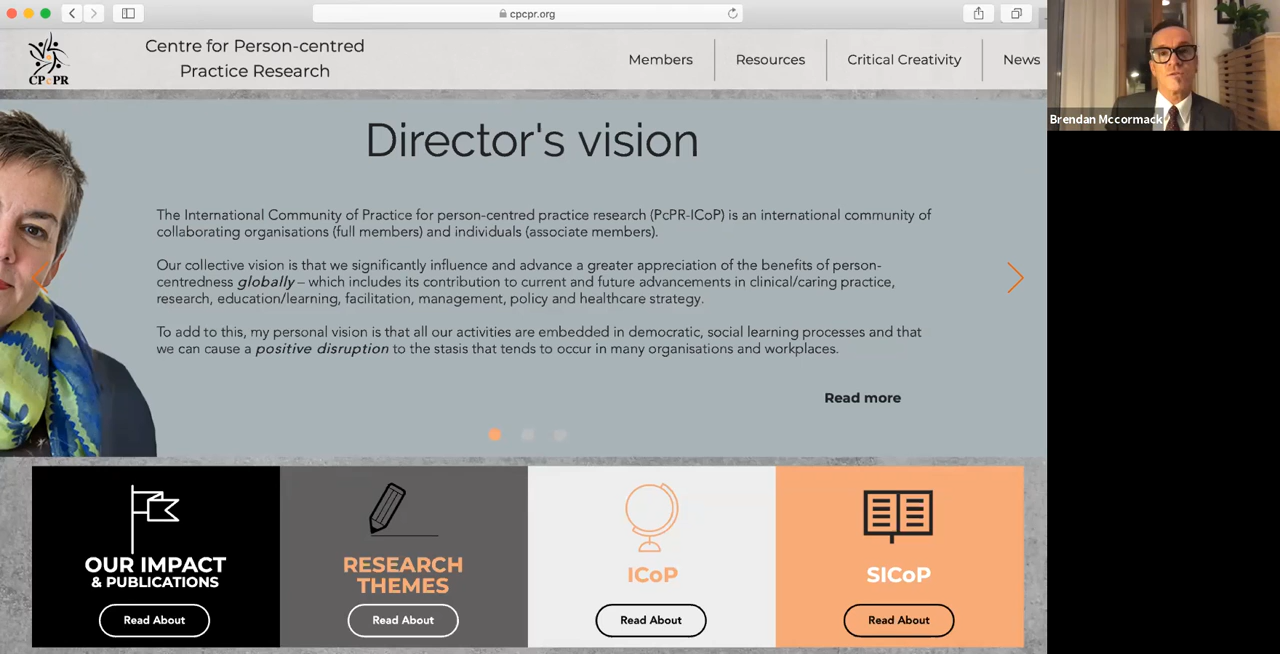 cpcpr.org
CPcPR
Centre for Person-centred
Practice Research
Members
Resources
Critical Creativity
News
Brendan Mccormack
Director's vision
The International Community of Practice for person-centred practice research (PcPR-ICoP) is an international community of
collaborating organisations (full members) and individuals (associate members).
Our collective vision is that we significantly influence and advance a greater appreciation of the benefits of person-
centredness globally – which includes its contribution to current and future advancements in clinical/caring practice,
research, education/learning, facilitation, management, policy and healthcare strategy.
To add to this, my personal vision is that all our activities are embedded in democratic, social learning processes and that
we can cause a positive disruption to the stasis that tends to occur in many organisations and workplaces.
Read more
OUR IMPACT
& PUBLICATIONS
Read About
RESEARCH
THEMES
Read About
ICoP
Read About
SICoP
Read About